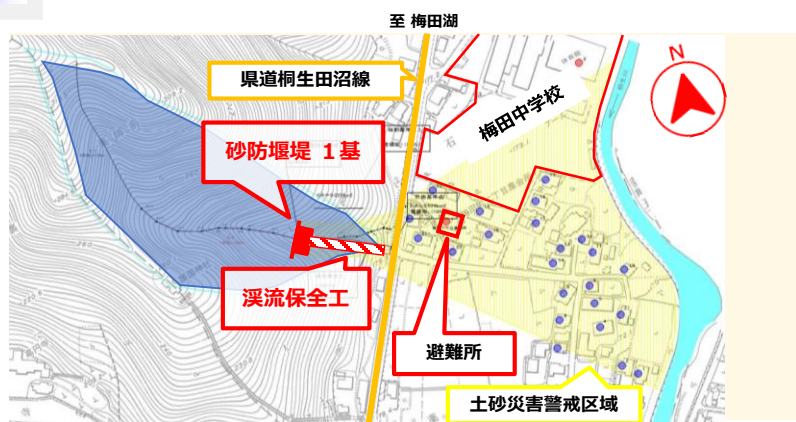 至 梅田湖
N
県道桐生田沼線
梅田中学校
砂防堰堤 1基
渓流保全工
避難所
土砂災害警戒区域